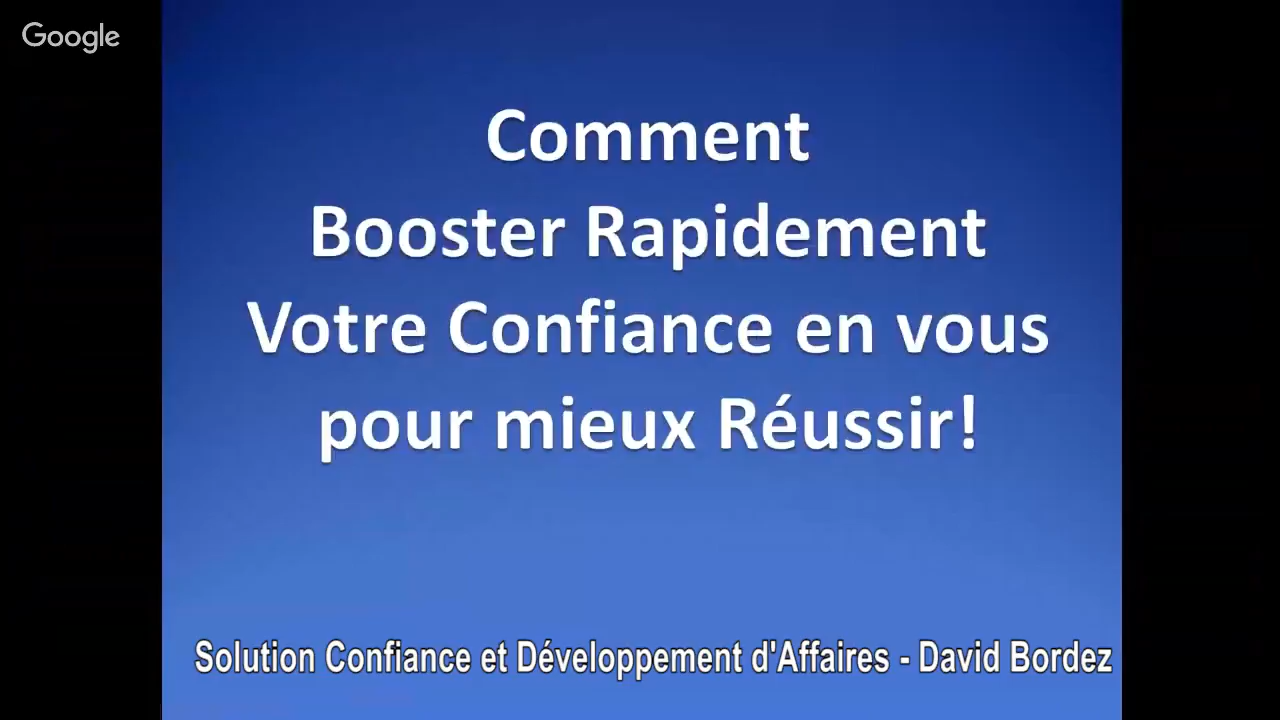 Google
Comment
Booster Rapidement
Votre Confiance en vous
pour mieux Réussir!
Solution Confiance et Développement d'Affaires - David Bordez